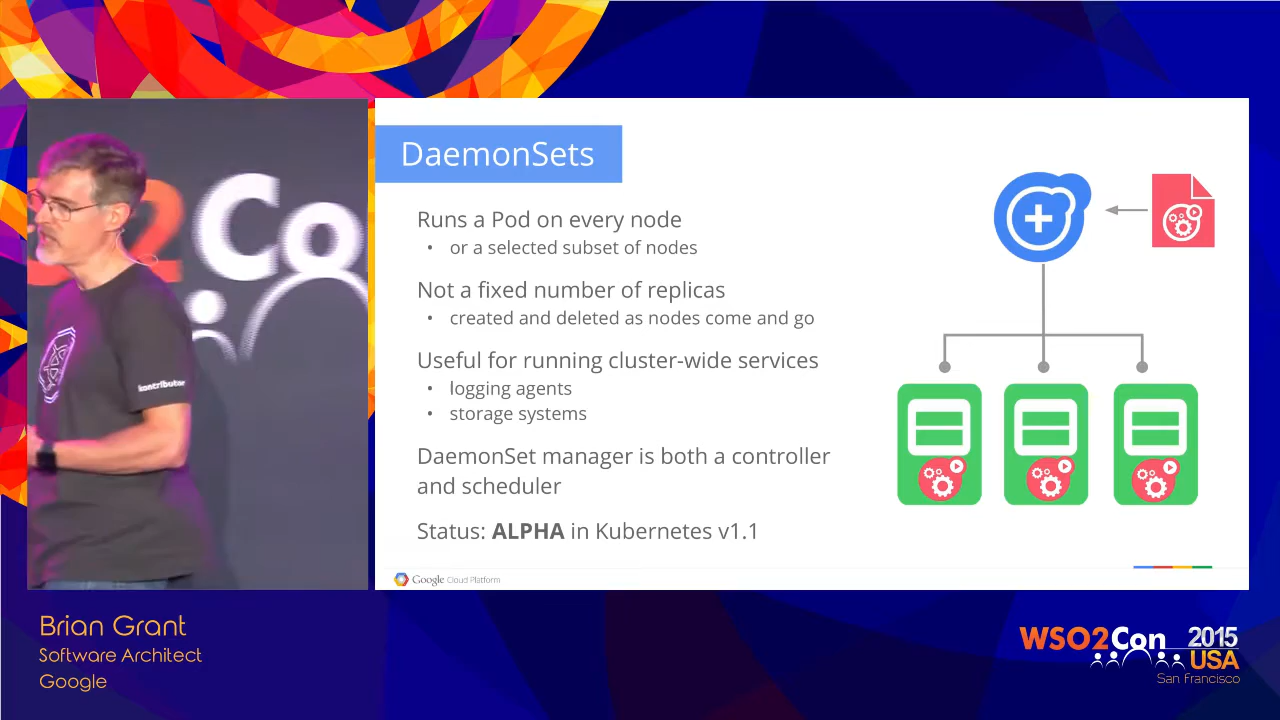 DaemonSets
Runs a Pod on every node
• or a selected subset of nodes
Not a fixed number of replicas
• created and deleted as nodes come and go
Useful for running cluster-wide services
• logging agents
• storage systems
DaemonSet manager is both a controller
and scheduler
Status: ALPHA in Kubernetes v1.1
Google Cloud Platform
2Co
kontributor
Brian Grant
Software Architect
Google
WSO2Con 2015
USA
San Francisco